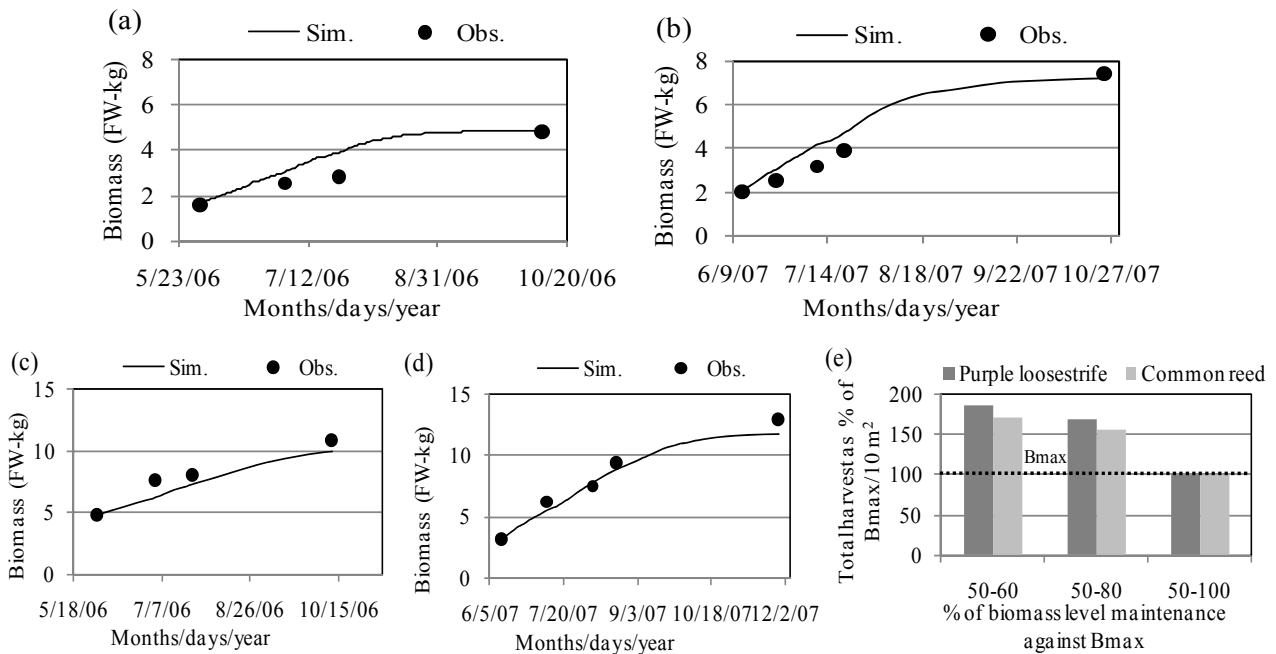 (a)
Sim. Obs.
Biomass (FW-kg)
8
6
4
2
0
5/23/06 7/12/06 8/31/06 10/20/06
Months/days/year
(b)
Sim. Obs.
Biomass (FW-kg)
8
6
4
2
0
6/9/07 7/14/07 8/18/07 9/22/07 10/27/07
Months/days/year
(c)
Sim. Obs.
Biomass (FW-kg)
15
10
5
0
5/18/06 7/7/06 8/26/06 10/15/06
Months/days/year
(d)
Sim. Obs.
Biomass (FW-kg)
15
10
5
0
6/5/07 7/20/07 9/3/07 10/18/07 12/2/07
Months/days/year
(e)
Purple loosestrife Common reed
Totalharvestas % of
Bmax/10 m²
200
150
100
50
0
Bmax
50-60 50-80 50-100
% of biomass level maintenance
against Bmax